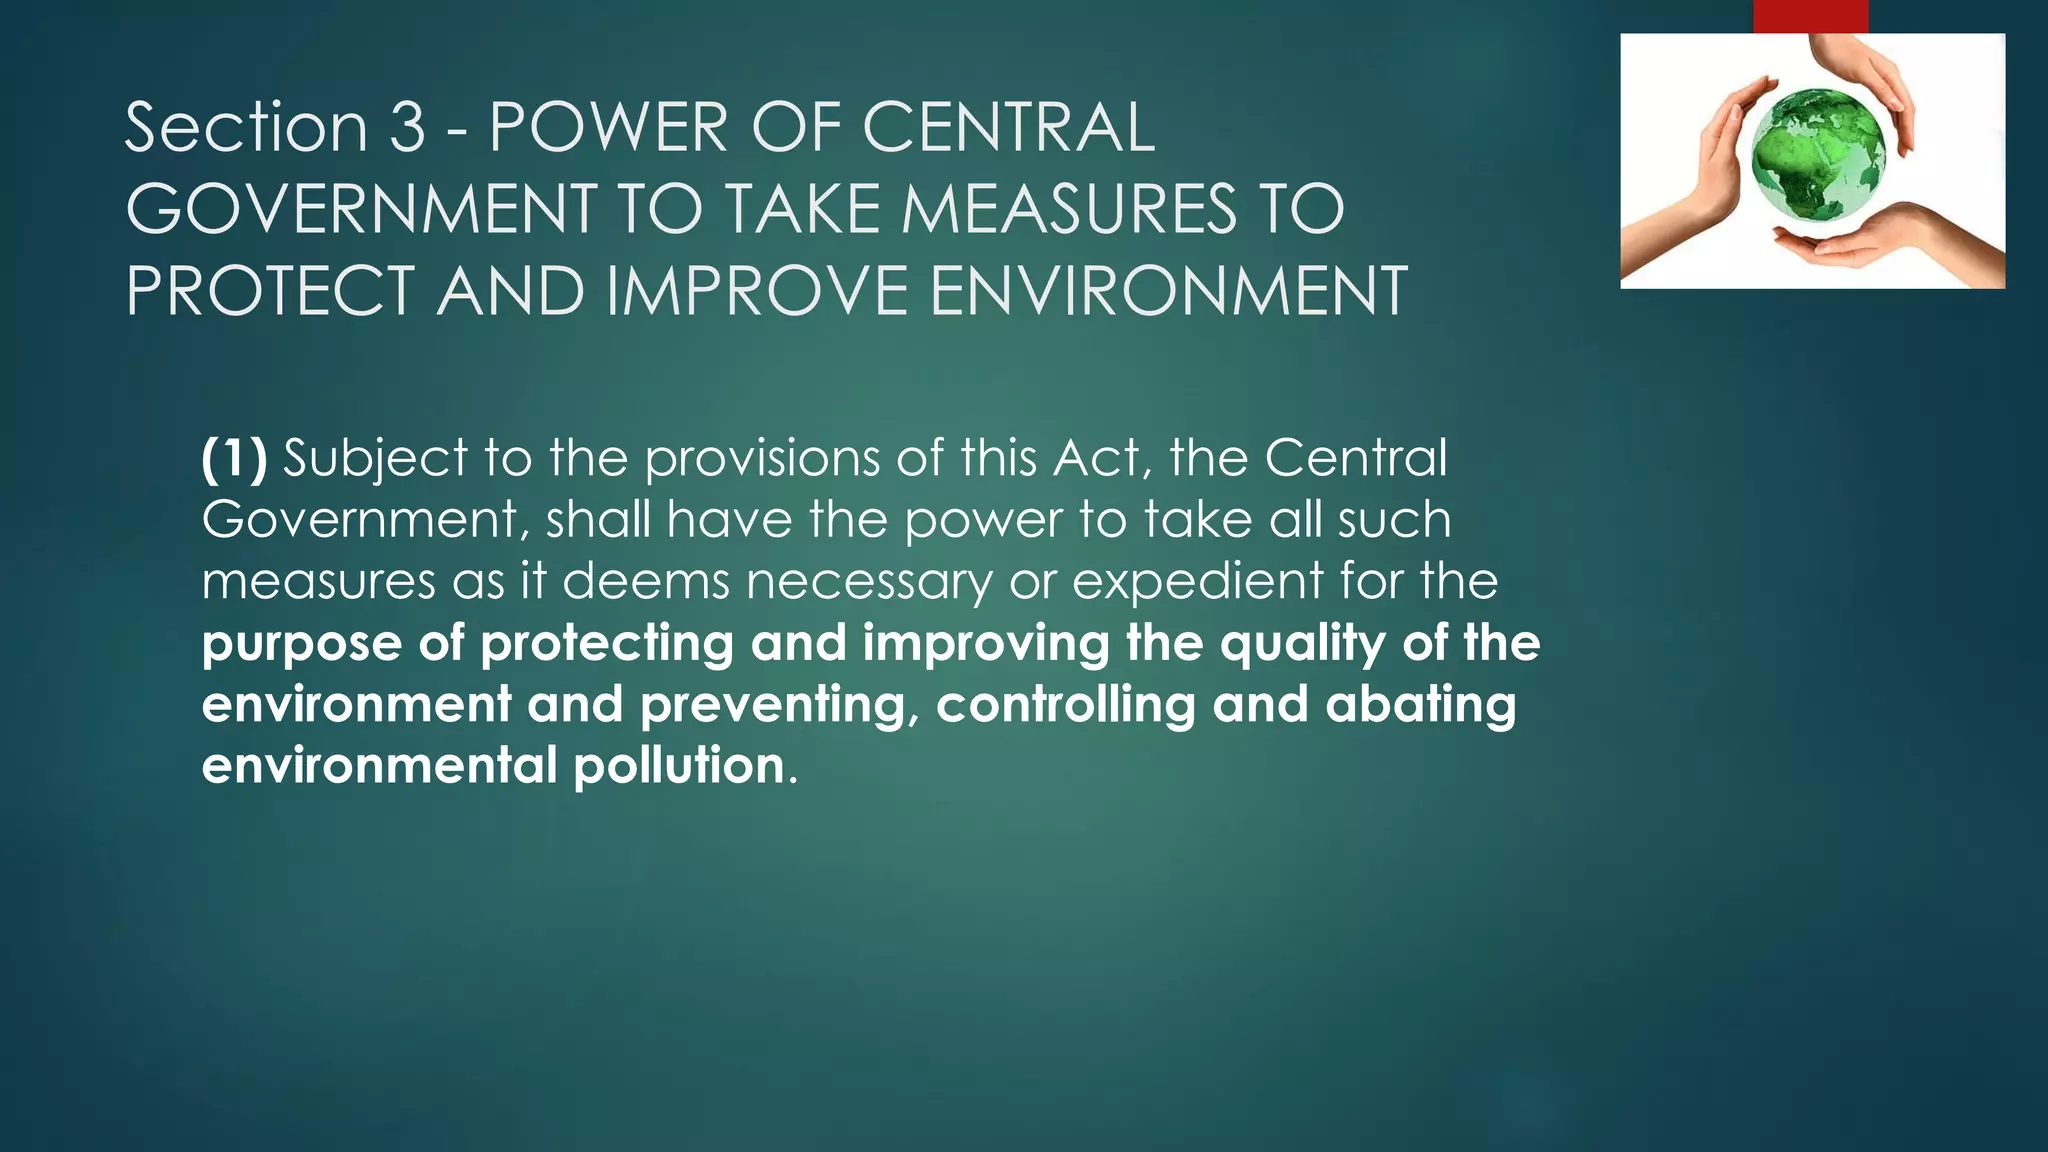 Section 3 - POWER OF CENTRAL
GOVERNMENT TO TAKE MEASURES TO
PROTECT AND IMPROVE ENVIRONMENT
(1) Subject to the provisions of this Act, the Central
Government, shall have the power to take all such
measures as it deems necessary or expedient for the
purpose of protecting and improving the quality of the
environment and preventing, controlling and abating
environmental pollution.